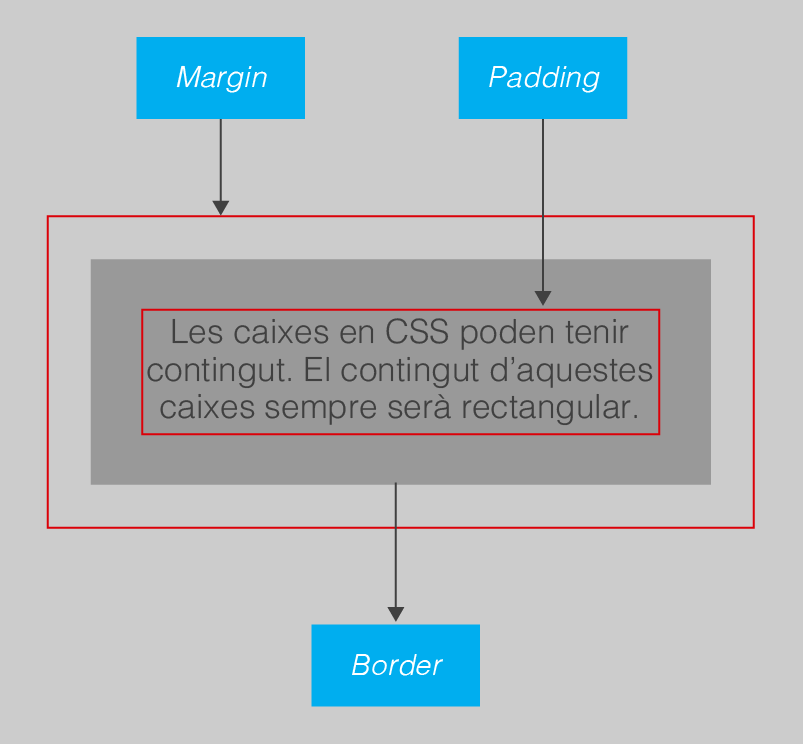 Margin
Padding
Les caixes en CSS poden tenir
contingut. El contingut d’aquestes
caixes sempre serà rectangular.
Border